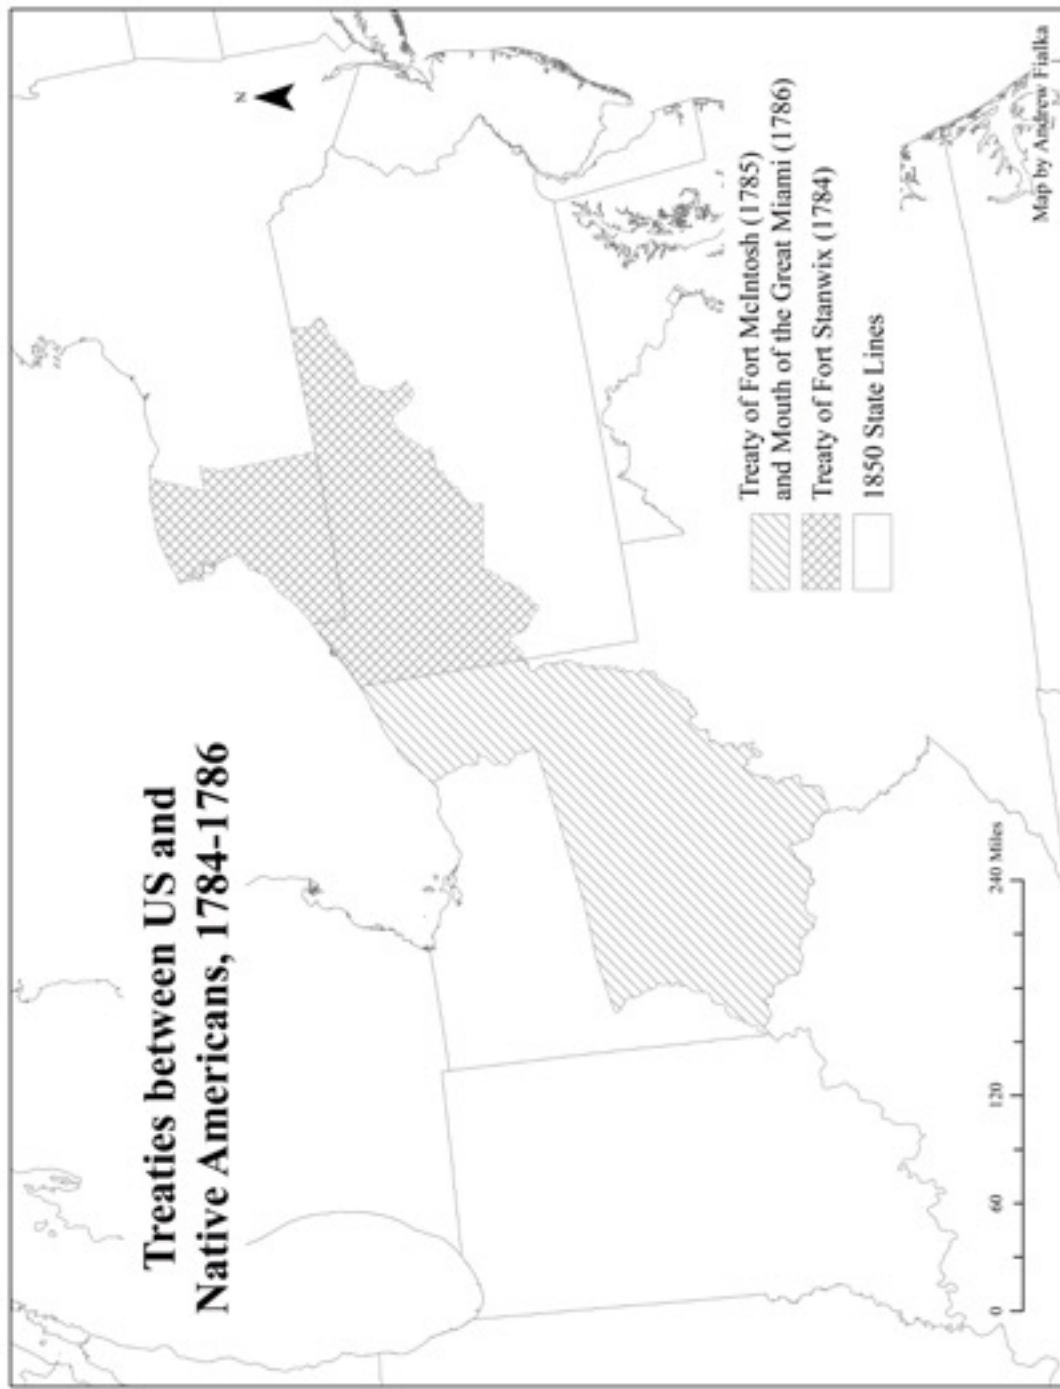 Treaties between US and
Native Americans, 1784-1786
N
Treaty of Fort McIntosh (1785)
and Mouth of the Great Miami (1786)
Treaty of Fort Stanwix (1784)
1850 State Lines
0 60 120 240 Miles
Map by Andrew Fialka